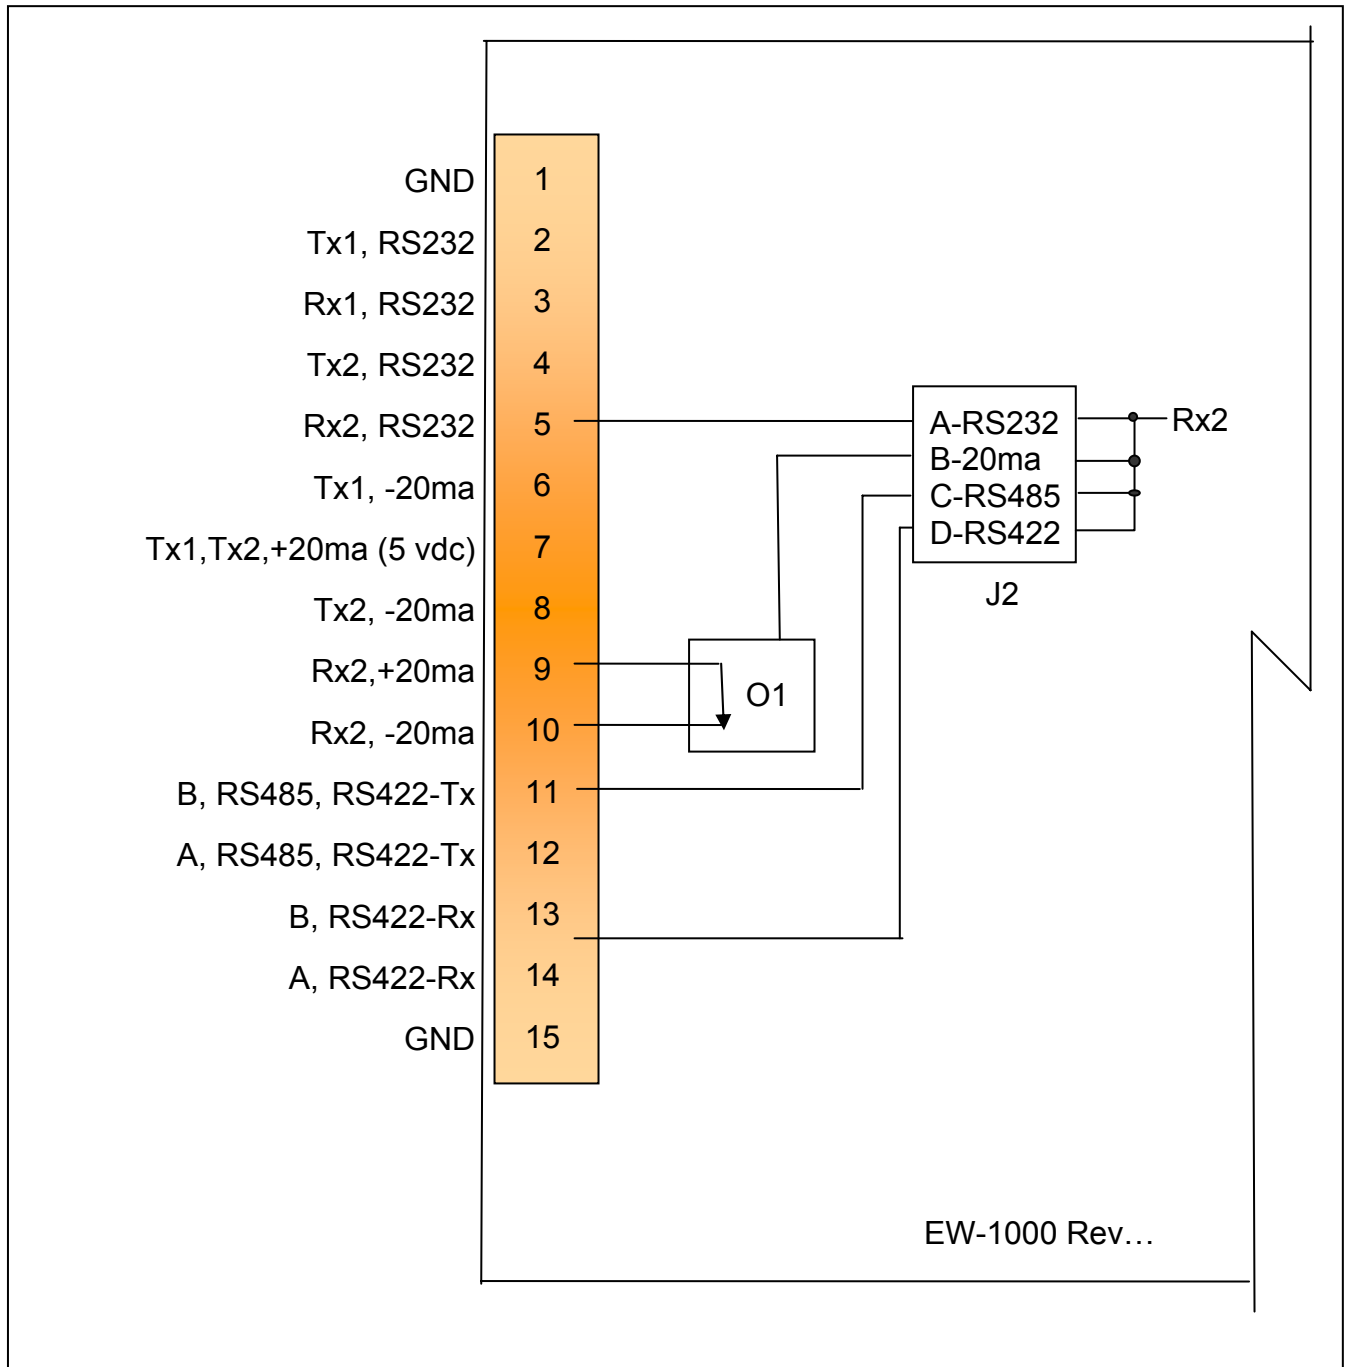 GND 1
Tx1, RS232 2
Rx1, RS232 3
Tx2, RS232 4
Rx2, RS232 5
Tx1, -20ma 6
Tx1,Tx2,+20ma (5 vdc) 7
Tx2, -20ma 8
Rx2,+20ma 9
Rx2, -20ma 10
B, RS485, RS422-Tx 11
A, RS485, RS422-Tx 12
B, RS422-Rx 13
A, RS422-Rx 14
GND 15
A-RS232
B-20ma
C-RS485
D-RS422
J2
Rx2
O1
EW-1000 Rev…